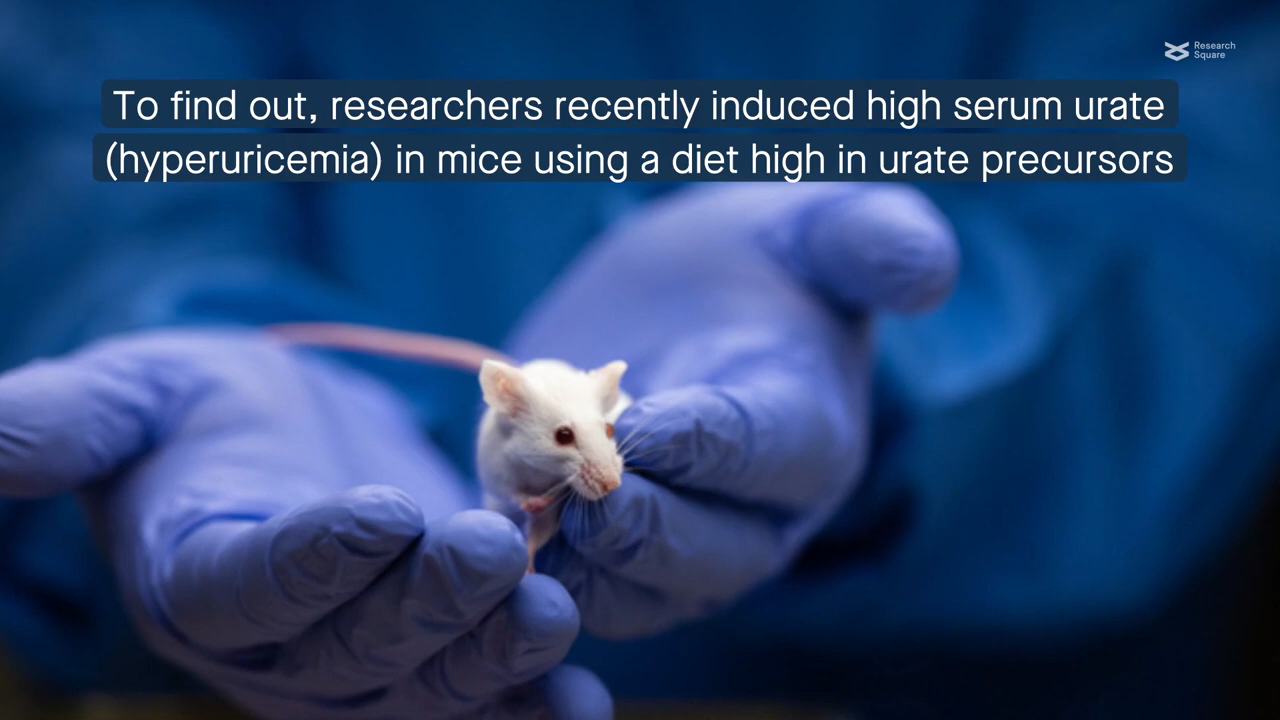 Research
Square
To find out, researchers recently induced high serum urate
(hyperuricemia) in mice using a diet high in urate precursors